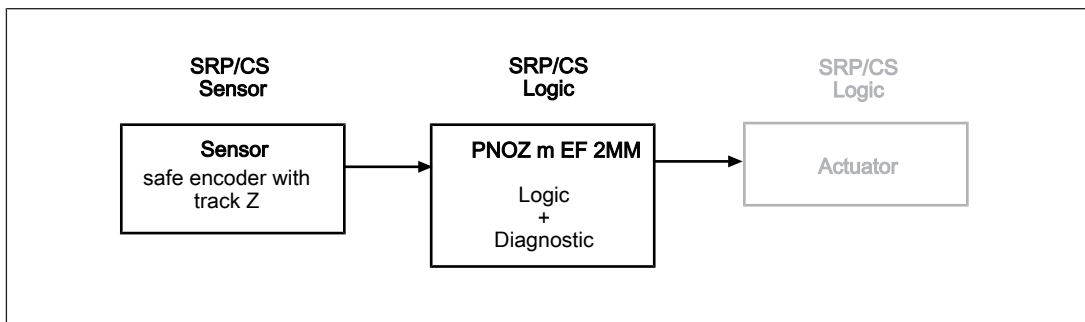 SRP/CS
Sensor
SRP/CS
Logic
SRP/CS
Logic
Sensor
safe encoder with
track Z
PNOZ m EF 2MM
Logic
+
Diagnostic
Actuator